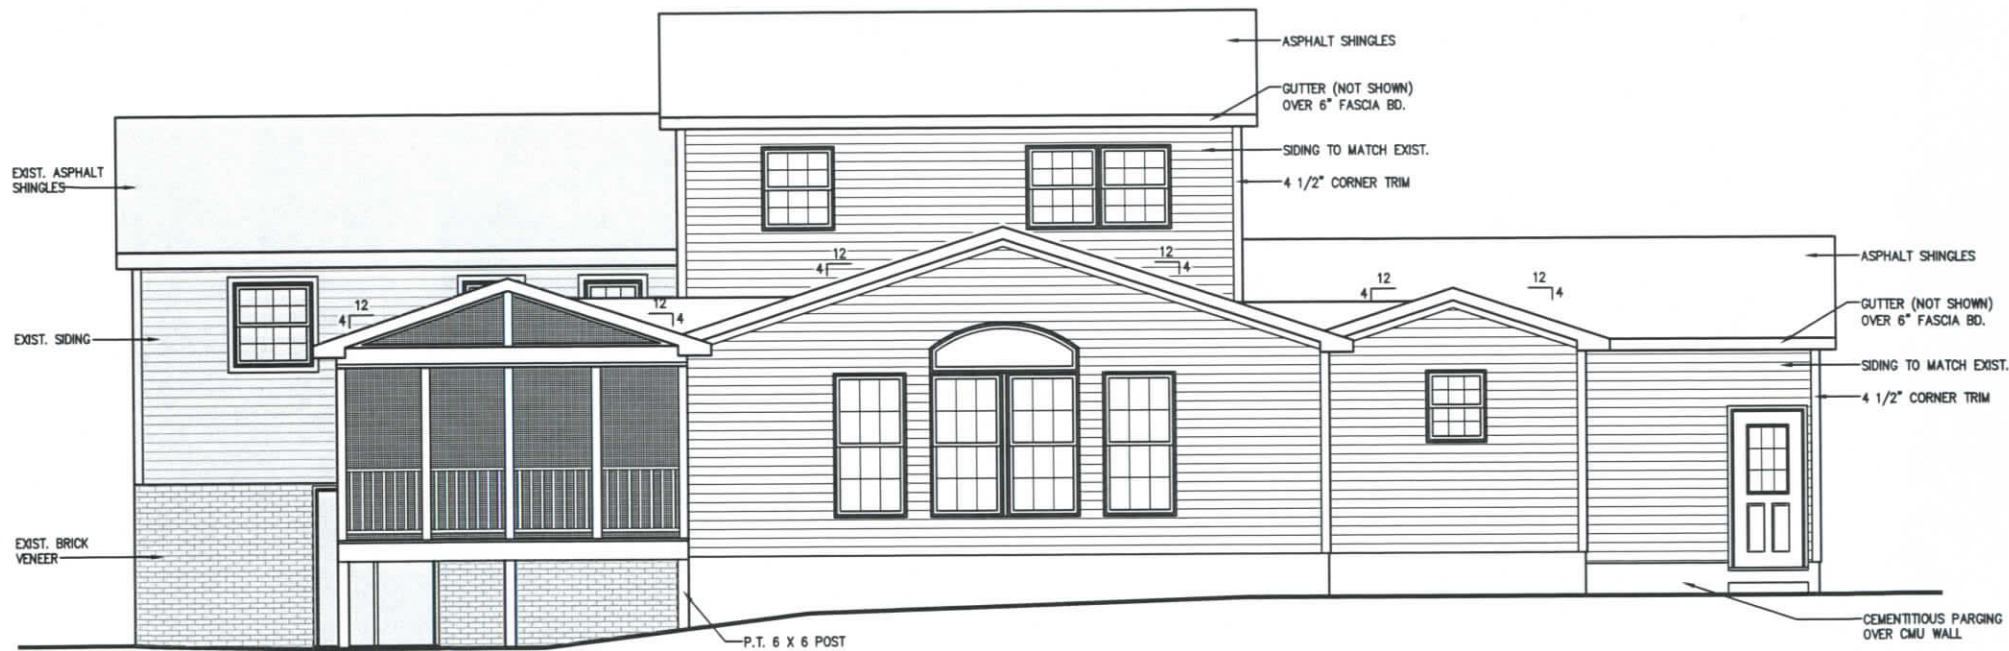 ASPHALT SHINGLES
GUTTER (NOT SHOWN)
OVER 6" FASCIA BD.
SIDING TO MATCH EXIST.
4 1/2" CORNER TRIM
EXIST. ASPHALT
SHINGLES
EXIST. SIDING
EXIST. BRICK
VENEER
12
4
12
4
12
4
12
4
12
4
12
4
ASPHALT SHINGLES
GUTTER (NOT SHOWN)
OVER 6" FASCIA BD.
SIDING TO MATCH EXIST.
4 1/2" CORNER TRIM
P.T. 6 X 6 POST
CEMENTITIOUS PARGING
OVER CMU WALL